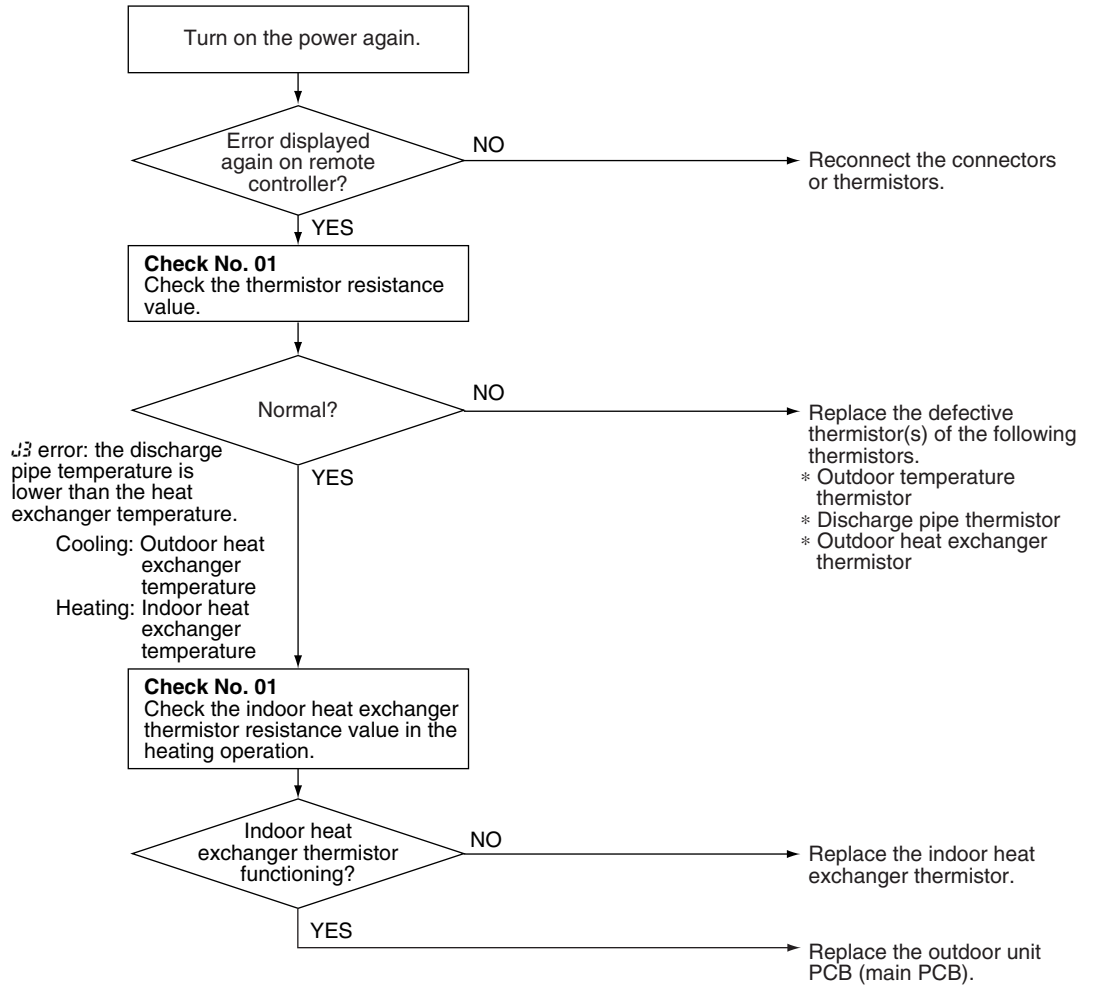 Turn on the power again.
Error displayed
again on remote
controller?
NO
Reconnect the connectors
or thermistors.
YES
Check No. 01
Check the thermistor resistance
value.
Normal?
NO
Replace the defective
thermistor(s) of the following
thermistors.
* Outdoor temperature
thermistor
* Discharge pipe thermistor
* Outdoor heat exchanger
thermistor
YES
J3 error: the discharge
pipe temperature is
lower than the heat
exchanger temperature.
Cooling: Outdoor heat
exchanger
temperature
Heating: Indoor heat
exchanger
temperature
Check No. 01
Check the indoor heat exchanger
thermistor resistance value in the
heating operation.
Indoor heat
exchanger thermistor
functioning?
NO
Replace the indoor heat
exchanger thermistor.
YES
Replace the outdoor unit
PCB (main PCB).